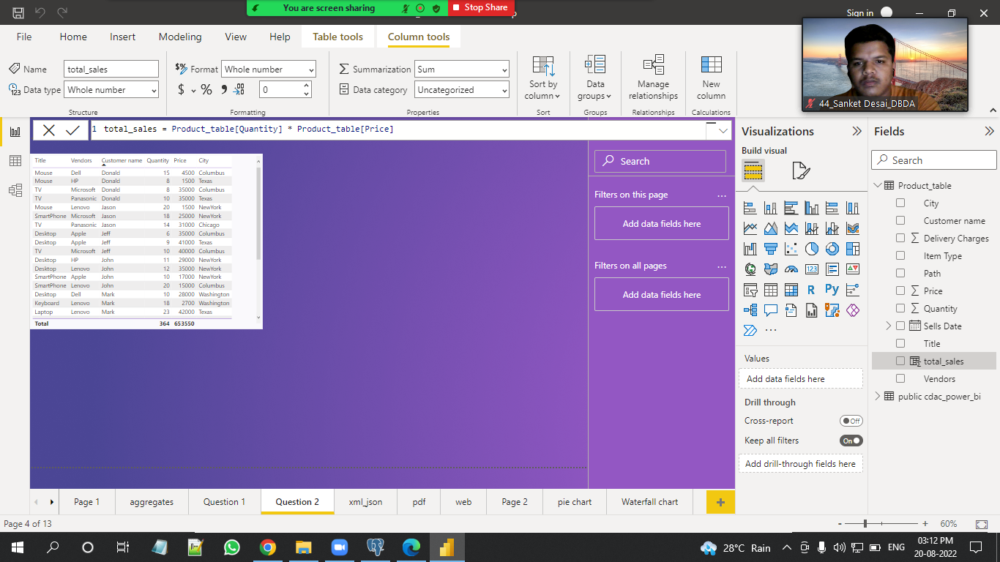 You are screen sharing
Stop Share
Sign in
File Home Insert Modeling View Help Table tools Column tools
Name total_sales
Data type Whole number
Structure
Format Whole number
$ % 0
Formatting
Summarization Sum
Data category Uncategorized
Properties
Sort by column
Sort
Data groups
Groups
Manage relationships
Relationships
New column
Calculations
44_Sanket Desai_DBDA
1 total_sales = Product_table[Quantity] * Product_table[Price]
Title Vendors Customer name Quantity Price City
Mouse Dell Donald 15 4500 Columbus
Mouse HP Donald 8 1500 Texas
TV Microsoft Donald 8 35000 Columbus
TV Panasonic Donald 10 35000 Texas
Mouse Lenovo Jason 20 1500 NewYork
SmartPhone Microsoft Jason 18 25000 NewYork
TV Panasonic Jason 14 31000 Chicago
Desktop Apple Jeff 6 35000 Columbus
Desktop Apple Jeff 9 41000 Texas
TV Microsoft Jeff 10 40000 Columbus
Desktop HP John 11 29000 NewYork
Desktop Lenovo John 12 35000 NewYork
SmartPhone Apple John 10 17000 NewYork
SmartPhone Lenovo John 20 15000 Columbus
Desktop Dell Mark 10 28000 Washington
Keyboard Lenovo Mark 18 2700 Washington
Laptop Lenovo Mark 23 42000 Texas
Total 364 653550
Search
Filters on this page ...
Add data fields here
Filters on all pages ...
Add data fields here
Visualizations
Build visual
123
R Py
...
Values
Add data fields here
Drill through
Cross-report Off
Keep all filters On
Add drill-through fields here
Fields
Search
Product_table
City
Customer name
Delivery Charges
Item Type
Path
Price
Quantity
Sells Date
Title
total_sales
Vendors
public cdac_power_bi
Page 1 aggregates Question 1 Question 2 xml_json pdf web Page 2 pie chart Waterfall chart +
Page 4 of 13
- + 60%
28°C Rain ENG 03:12 PM
20-08-2022